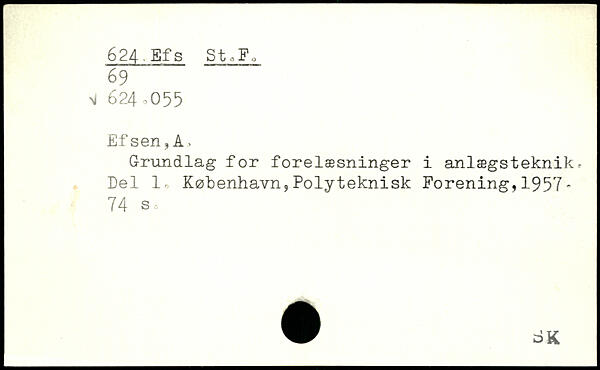 624.Efs St.F.
69
√ 624.055
Efsen,A.
Grundlag for forelæsninger i anlægsteknik.
Del 1. København,Polyteknisk Forening,1957.
74 s.
SK